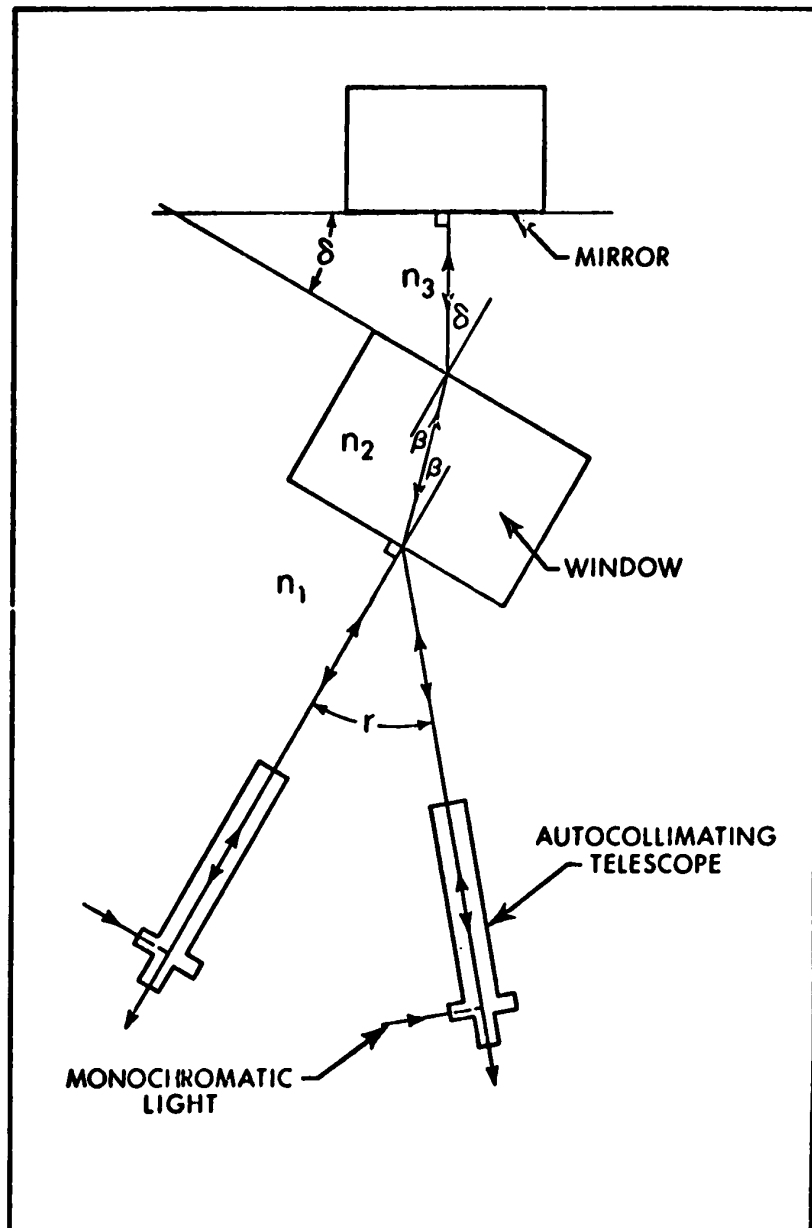 MIRROR
δ
n₃
δ
n₂
β
β
WINDOW
n₁
r
AUTOCOLLIMATING
TELESCOPE
MONOCHROMATIC
LIGHT